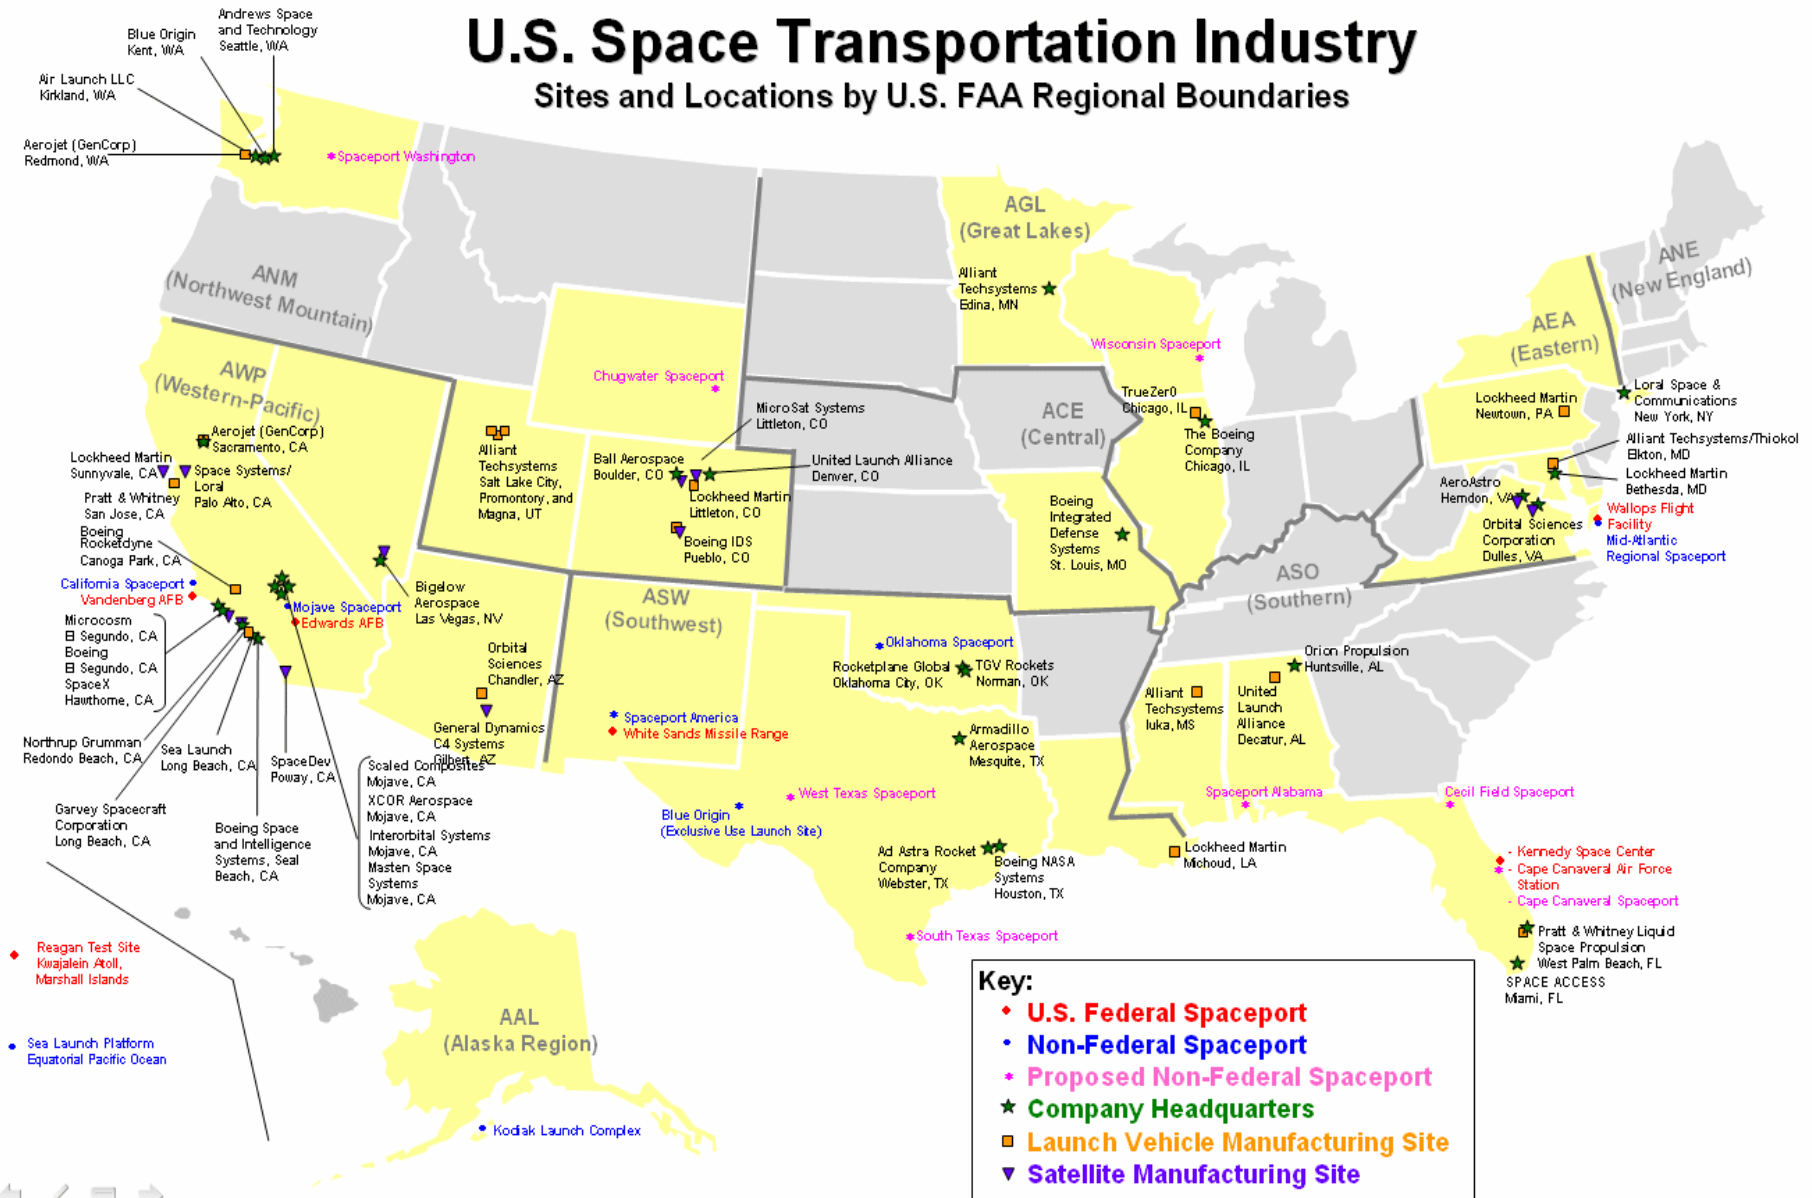 U.S. Space Transportation Industry
Sites and Locations by U.S. FAA Regional Boundaries
Andrews Space
and Technology
Seattle, WA
Blue Origin
Kent, WA
Air Launch LLC
Kirkland, WA
Aerojet (GenCorp)
Redmond, WA
Spaceport Washington
ANM
(Northwest Mountain)
AWP
(Western-Pacific)
AGL
(Great Lakes)
ACE
(Central)
AEA
(Eastern)
ANE
(New England)
ASW
(Southwest)
ASO
(Southern)
AAL
(Alaska Region)
Alliant
Techsystems
Edina, MN
Wisconsin Spaceport
Chugwater Spaceport
TrueZer0
Chicago, IL
The Boeing
Company
Chicago, IL
MicroSat Systems
Littleton, CO
Ball Aerospace
Boulder, CO
United Launch Alliance
Denver, CO
Lockheed Martin
Littleton, CO
Boeing IDS
Pueblo, CO
Alliant
Techsystems
Salt Lake City,
Promontory, and
Magna, UT
Aerojet (GenCorp)
Sacramento, CA
Lockheed Martin
Sunnyvale, CA
Space Systems/
Loral
Palo Alto, CA
Pratt & Whitney
San Jose, CA
Boeing
Rocketdyne
Canoga Park, CA
California Spaceport
Vandenberg AFB
Mojave Spaceport
Edwards AFB
Microcosm
El Segundo, CA
Boeing
El Segundo, CA
SpaceX
Hawthorne, CA
Northrup Grumman
Redondo Beach, CA
Sea Launch
Long Beach, CA
SpaceDev
Poway, CA
Garvey Spacecraft
Corporation
Long Beach, CA
Boeing Space
and Intelligence
Systems, Seal
Beach, CA
Scaled Composites
Mojave, CA
XCOR Aerospace
Mojave, CA
Interorbital Systems
Mojave, CA
Masten Space
Systems
Mojave, CA
Bigelow
Aerospace
Las Vegas, NV
Orbital
Sciences
Chandler, AZ
General Dynamics
C4 Systems
Gilbert, AZ
Spaceport America
White Sands Missile Range
Blue Origin
(Exclusive Use Launch Site)
West Texas Spaceport
South Texas Spaceport
Oklahoma Spaceport
Rocketplane Global
Oklahoma City, OK
TGV Rockets
Norman, OK
Armadillo
Aerospace
Mesquite, TX
Ad Astra Rocket
Company
Webster, TX
Boeing NASA
Systems
Houston, TX
Boeing
Integrated
Defense
Systems
St. Louis, MO
Alliant
Techsystems
Iuka, MS
United
Launch
Alliance
Decatur, AL
Orion Propulsion
Huntsville, AL
Spaceport Alabama
Cecil Field Spaceport
Lockheed Martin
Michoud, LA
- Kennedy Space Center
- Cape Canaveral Air Force
Station
- Cape Canaveral Spaceport
Pratt & Whitney Liquid
Space Propulsion
West Palm Beach, FL
SPACE ACCESS
Miami, FL
Lockheed Martin
Newtown, PA
Loral Space &
Communications
New York, NY
Alliant Techsystems/Thiokol
Elkton, MD
Lockheed Martin
Bethesda, MD
AeroAstro
Herndon, VA
Orbital Sciences
Corporation
Dulles, VA
Wallops Flight
Facility
Mid-Atlantic
Regional Spaceport
Reagan Test Site
Kwajalein Atoll,
Marshall Islands
Sea Launch Platform
Equatorial Pacific Ocean
Kodiak Launch Complex
Key:
U.S. Federal Spaceport
Non-Federal Spaceport
Proposed Non-Federal Spaceport
Company Headquarters
Launch Vehicle Manufacturing Site
Satellite Manufacturing Site